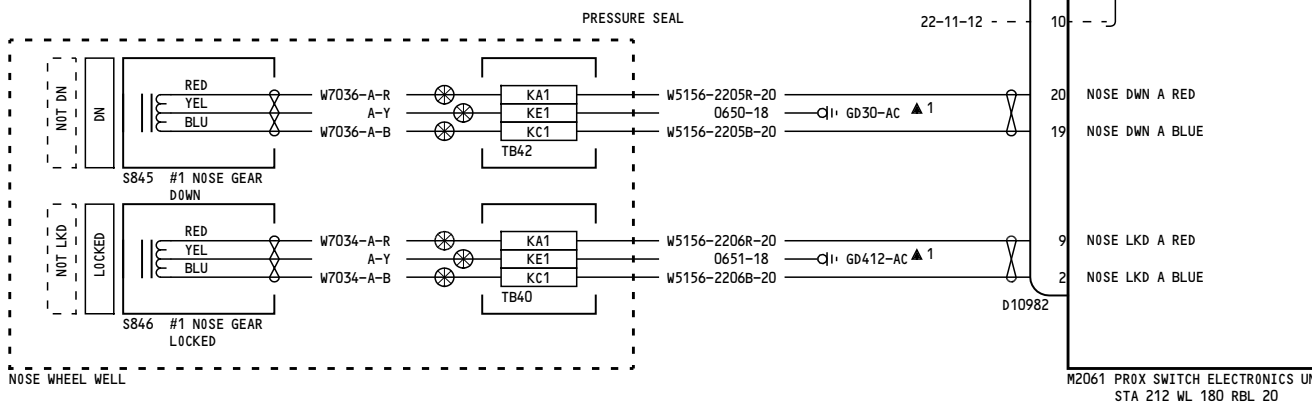 PRESSURE SEAL
22-11-12
10
NOT DN
DN
RED
YEL
BLU
W7036-A-R
A-Y
W7036-A-B
KA1
KE1
KC1
TB42
W5156-2205R-20
0650-18
W5156-2205B-20
GD30-AC 1
20 NOSE DWN A RED
19 NOSE DWN A BLUE
S845 #1 NOSE GEAR
DOWN
NOT LKD
LOCKED
RED
YEL
BLU
W7034-A-R
A-Y
W7034-A-B
KA1
KE1
KC1
TB40
W5156-2206R-20
0651-18
W5156-2206B-20
GD412-AC 1
9 NOSE LKD A RED
2 NOSE LKD A BLUE
D10982
S846 #1 NOSE GEAR
LOCKED
NOSE WHEEL WELL
M2061 PROX SWITCH ELECTRONICS
STA 212 WL 180 RBL 20